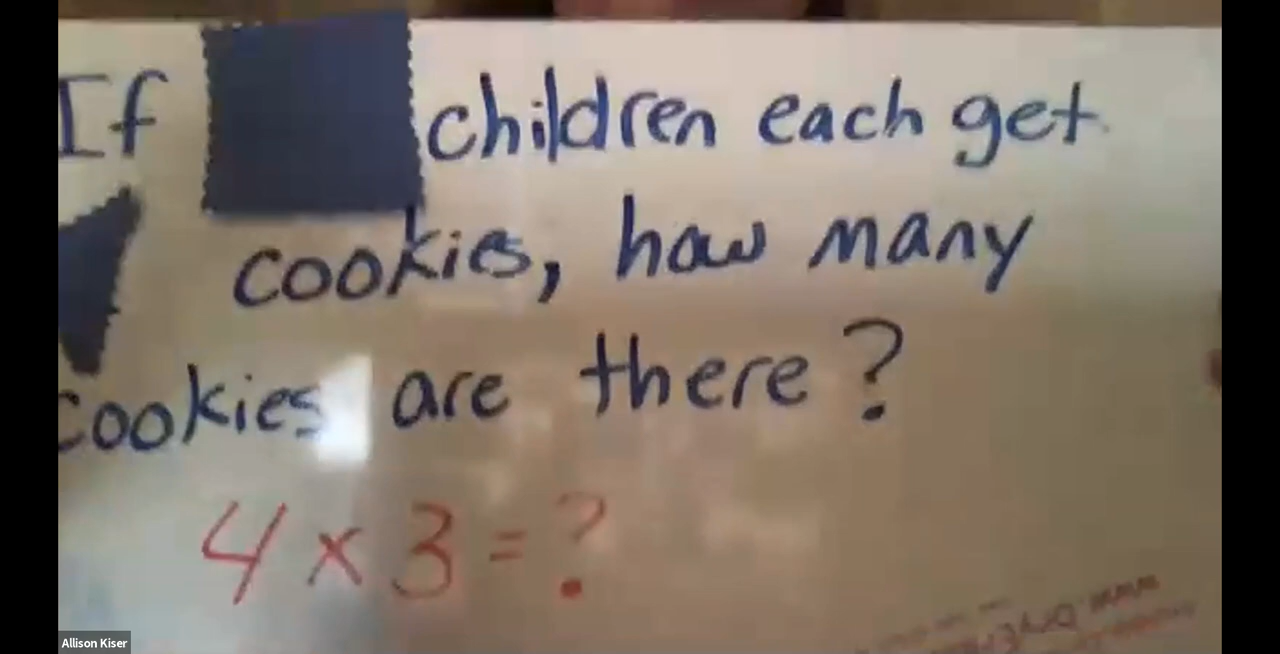 If children each get
cookies, how many
cookies are there?
4 x 3 = ?
Allison Kiser